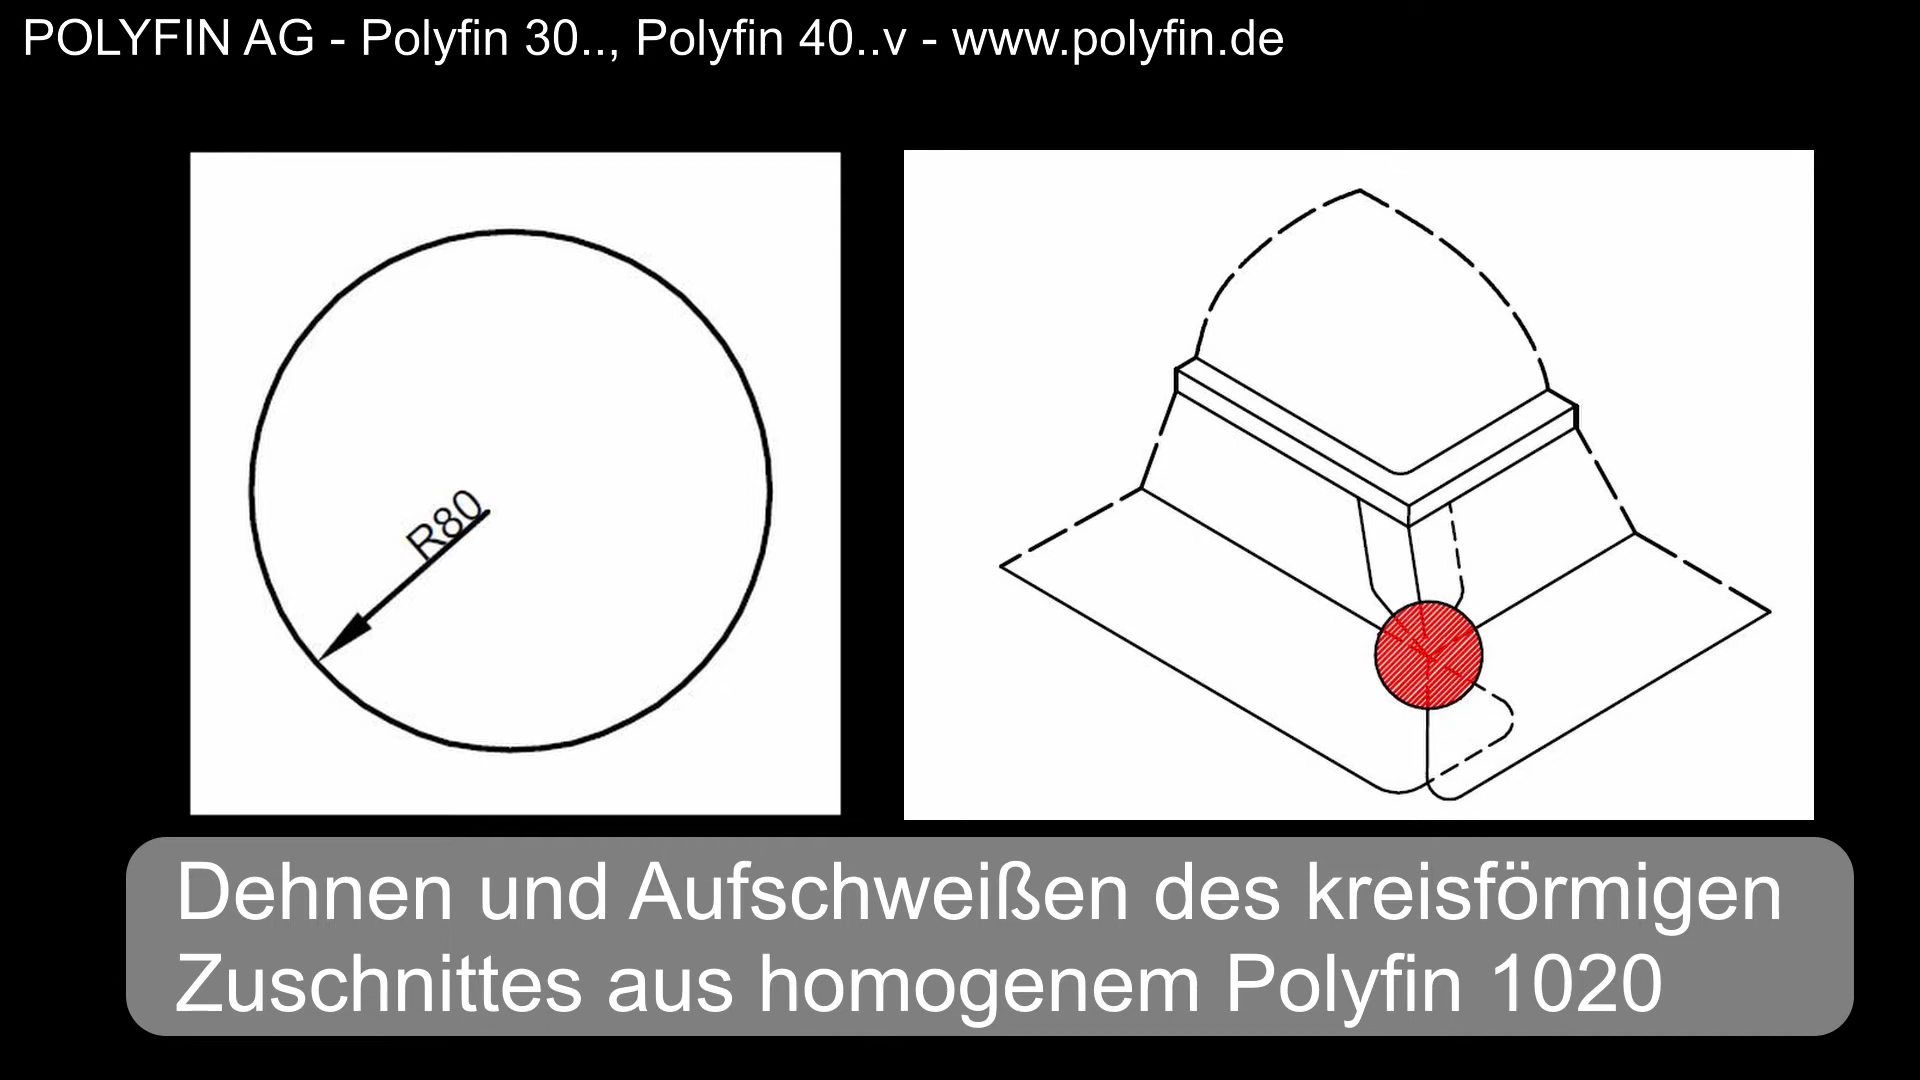 POLYFIN AG - Polyfin 30.., Polyfin 40..v - www.polyfin.de
R80
Dehnen und Aufschweißen des kreisförmigen
Zuschnittes aus homogenem Polyfin 1020